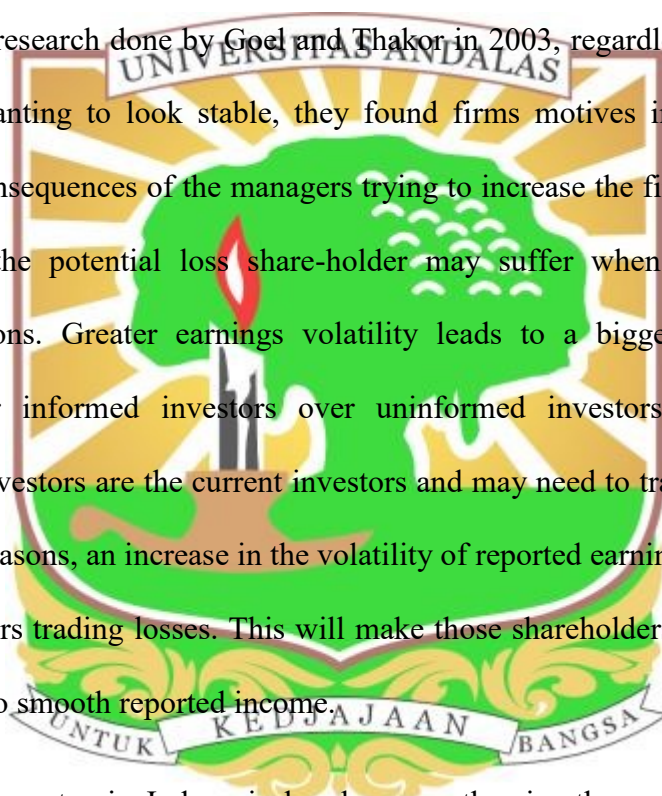 research done by Goel and Thakor in 2003, regardl
UNIVERSITAS ANDALAS
anting to look stable, they found firms motives i
nsequences of the managers trying to increase the fi
the potential loss share-holder may suffer when
ons. Greater earnings volatility leads to a bigge
informed investors over uninformed investors
vestors are the current investors and may need to tra
easons, an increase in the volatility of reported earnin
rs trading losses. This will make those shareholder
o smooth reported income.
UNTUK KEDJAJAAN BANGSA